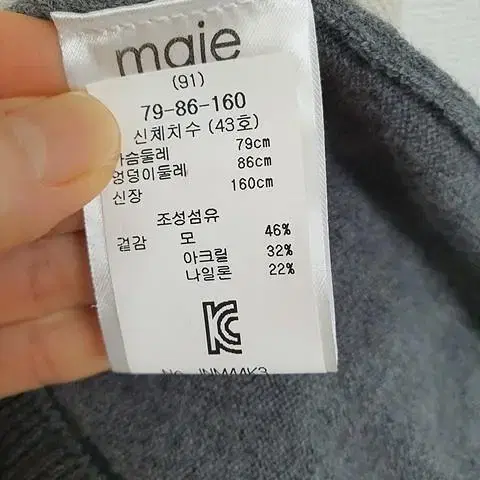 maie
(91)
79-86-160
신체치수 (43호)
가슴둘레 79cm
엉덩이둘레 86cm
신장 160cm
조성섬유
겉감 모 46%
아크릴 32%
나일론 22%
KC